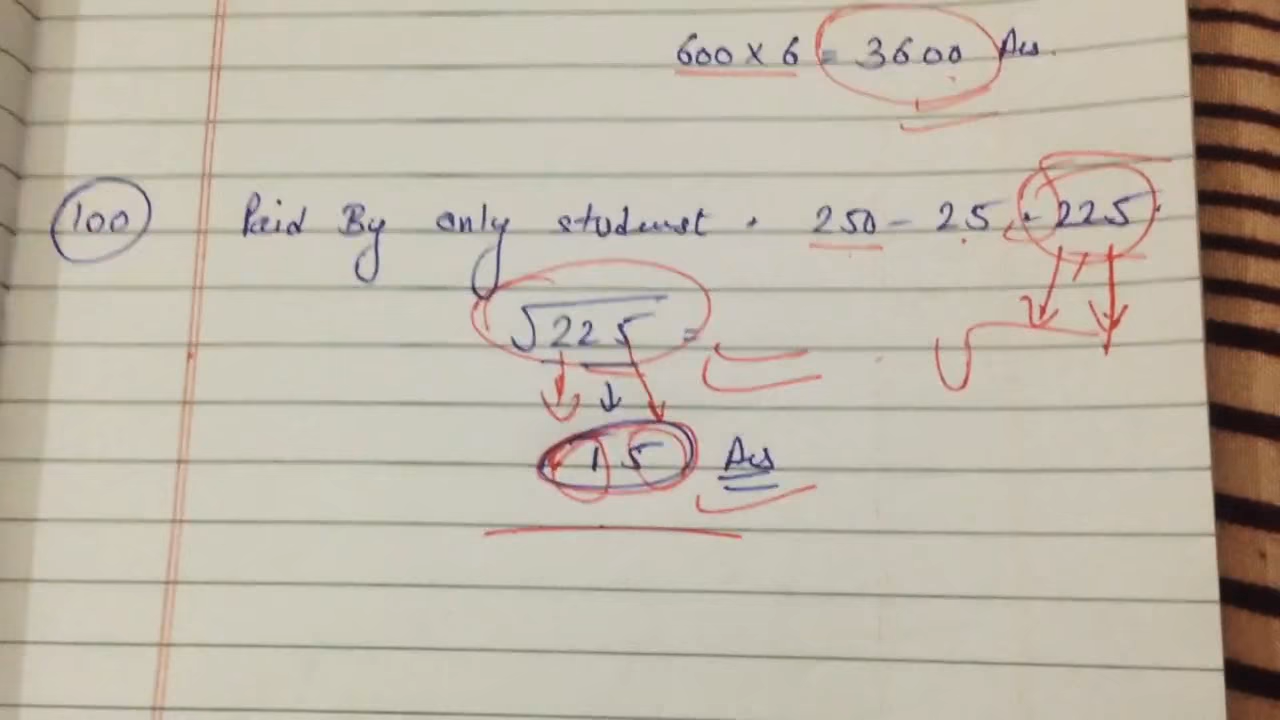 600 x 6 = 3600 Ans.
100 Paid By only student. 250 - 25 = 225.
√225 =
15 Ans